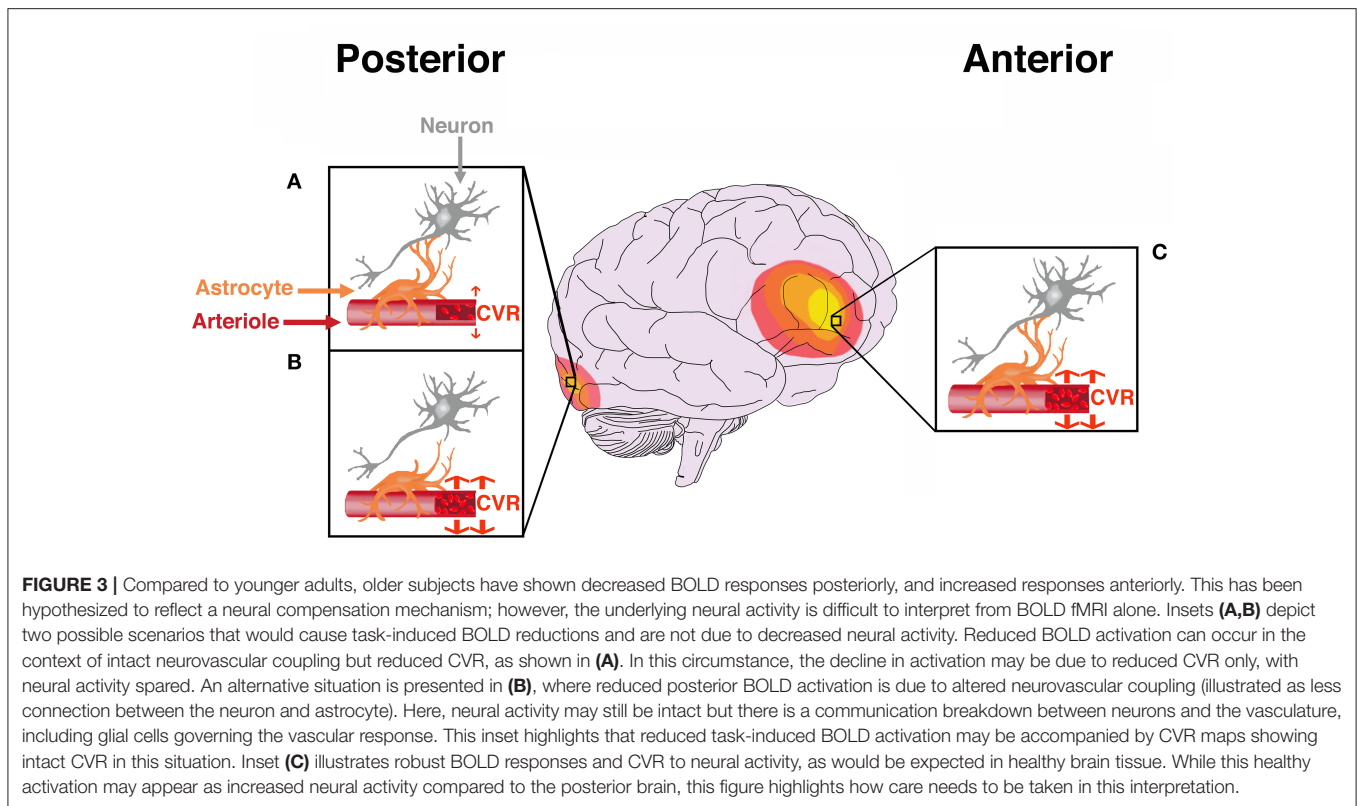 Posterior
Anterior
Neuron
A
Astrocyte
Arteriole
CVR
B
CVR
C
CVR
FIGURE 3 | Compared to younger adults, older subjects have shown decreased BOLD responses posteriorly, and increased responses anteriorly. This has been
hypothesized to reflect a neural compensation mechanism; however, the underlying neural activity is difficult to interpret from BOLD fMRI alone. Insets (A,B) depict
two possible scenarios that would cause task-induced BOLD reductions and are not due to decreased neural activity. Reduced BOLD activation can occur in the
context of intact neurovascular coupling but reduced CVR, as shown in (A). In this circumstance, the decline in activation may be due to reduced CVR only, with
neural activity spared. An alternative situation is presented in (B), where reduced posterior BOLD activation is due to altered neurovascular coupling (illustrated as less
connection between the neuron and astrocyte). Here, neural activity may still be intact but there is a communication breakdown between neurons and the vasculature,
including glial cells governing the vascular response. This inset highlights that reduced task-induced BOLD activation may be accompanied by CVR maps showing
intact CVR in this situation. Inset (C) illustrates robust BOLD responses and CVR to neural activity, as would be expected in healthy brain tissue. While this healthy
activation may appear as increased neural activity compared to the posterior brain, this figure highlights how care needs to be taken in this interpretation.